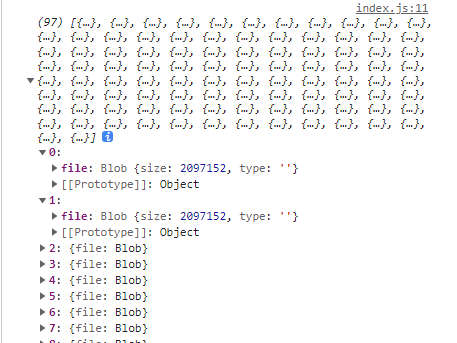 index.js:11
(97) [{…}, {…}, {…}, {…}, {…}, {…}, {…}, {…}, {…}, {…}, {…},
{…}, {…}, {…}, {…}, {…}, {…}, {…}, {…}, {…}, {…}, {…}, {…},
{…}, {…}, {…}, {…}, {…}, {…}, {…}, {…}, {…}, {…}, {…}, {…},
{…}, {…}, {…}, {…}, {…}, {…}, {…}, {…}, {…}, {…}, {…}, {…},
{…}, {…}, {…}, {…}, {…}, {…}, {…}, {…}, {…}, {…}, {…}, {…},
{…}, {…}, {…}, {…}, {…}, {…}, {…}, {…}, {…}, {…}, {…}, {…},
{…}, {…}, {…}, {…}, {…}, {…}, {…}, {…}, {…}, {…}, {…}, {…},
{…}, {…}, {…}, {…}, {…}, {…}, {…}, {…}, {…}, {…}, {…}, {…},
{…}, {…}] i
0:
file: Blob {size: 2097152, type: ''}
[[Prototype]]: Object
1:
file: Blob {size: 2097152, type: ''}
[[Prototype]]: Object
2: {file: Blob}
3: {file: Blob}
4: {file: Blob}
5: {file: Blob}
6: {file: Blob}
7: {file: Blob}